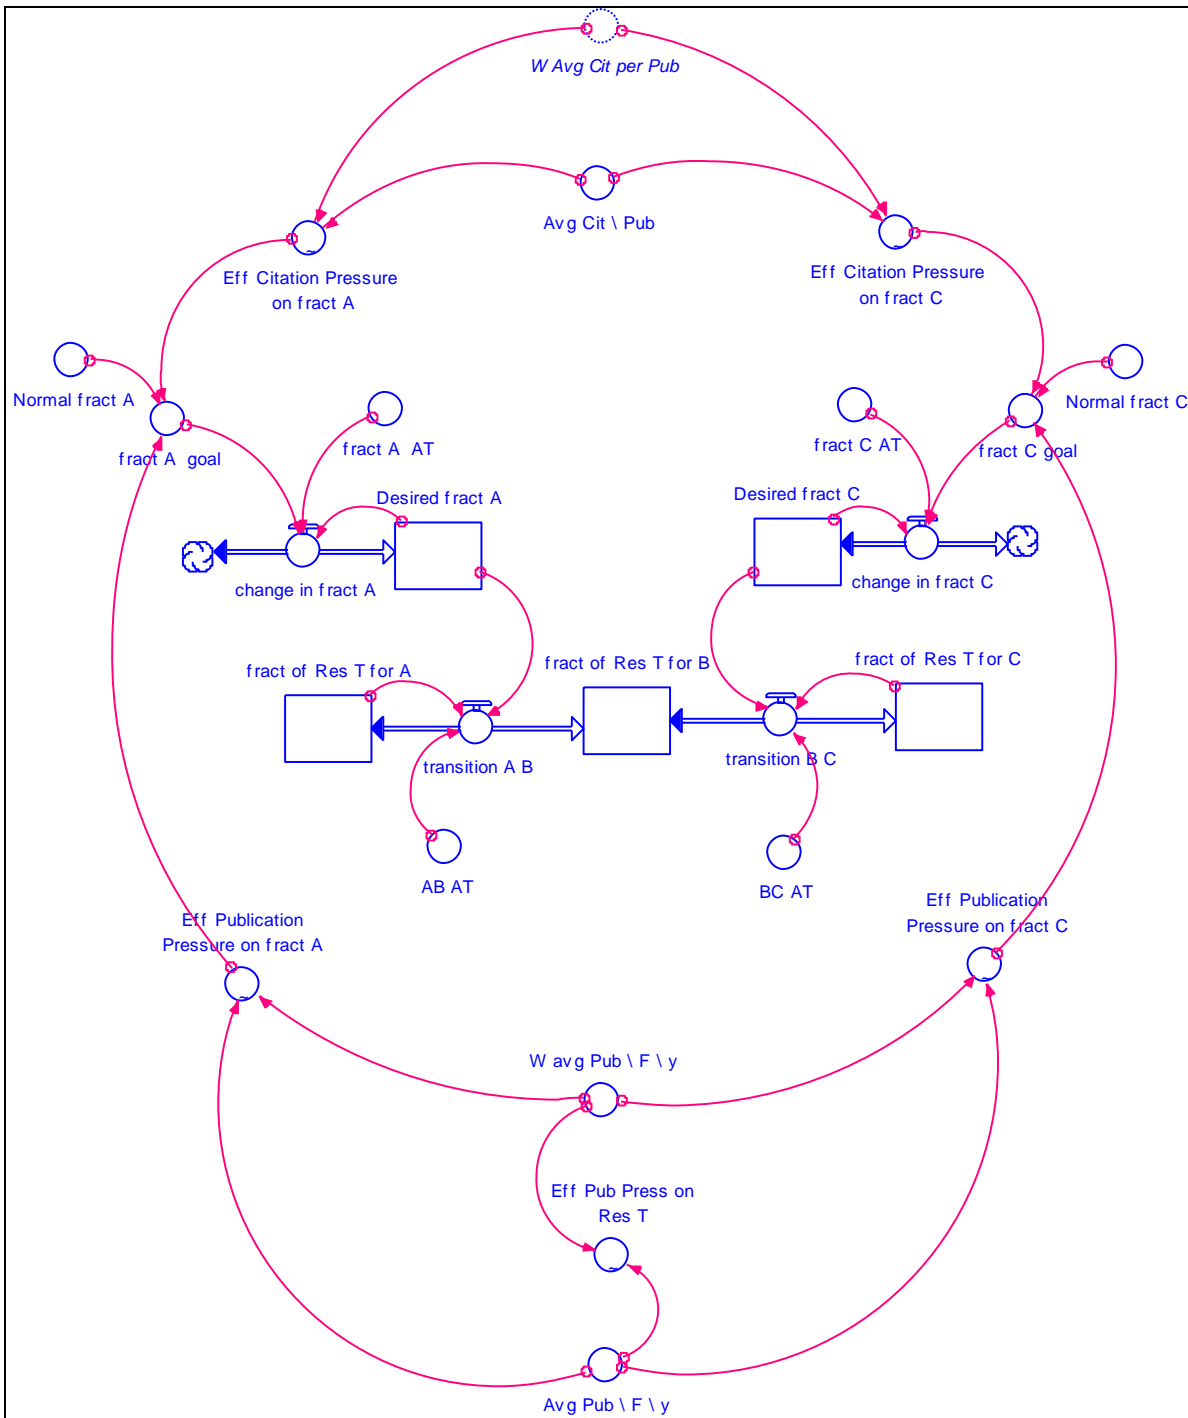 W Avg Cit per Pub
Avg Cit \ Pub
Eff Citation Pressure
on fract A
Eff Citation Pressure
on fract C
Normal fract A
Normal fract C
fract A goal
fract A AT
fract C AT
fract C goal
Desired fract A
Desired fract C
change in fract A
change in fract C
fract of Res T for A
fract of Res T for B
fract of Res T for C
transition A B
transition B C
AB AT
BC AT
Eff Publication
Pressure on fract A
Eff Publication
Pressure on fract C
W avg Pub \ F \ y
Eff Pub Press on
Res T
Avg Pub \ F \ y